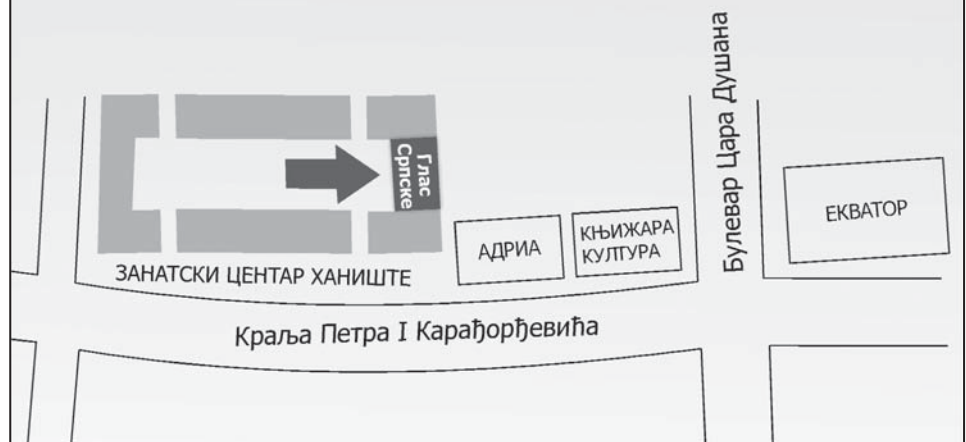 Булевар Цара Душана
Глас
Српске
ЕКВАТОР
АДРИА
КЊИЖАРА
КУЛТУРА
ЗАНАТСКИ ЦЕНТАР ХАНИШТЕ
Краља Петра I Карађорђевића